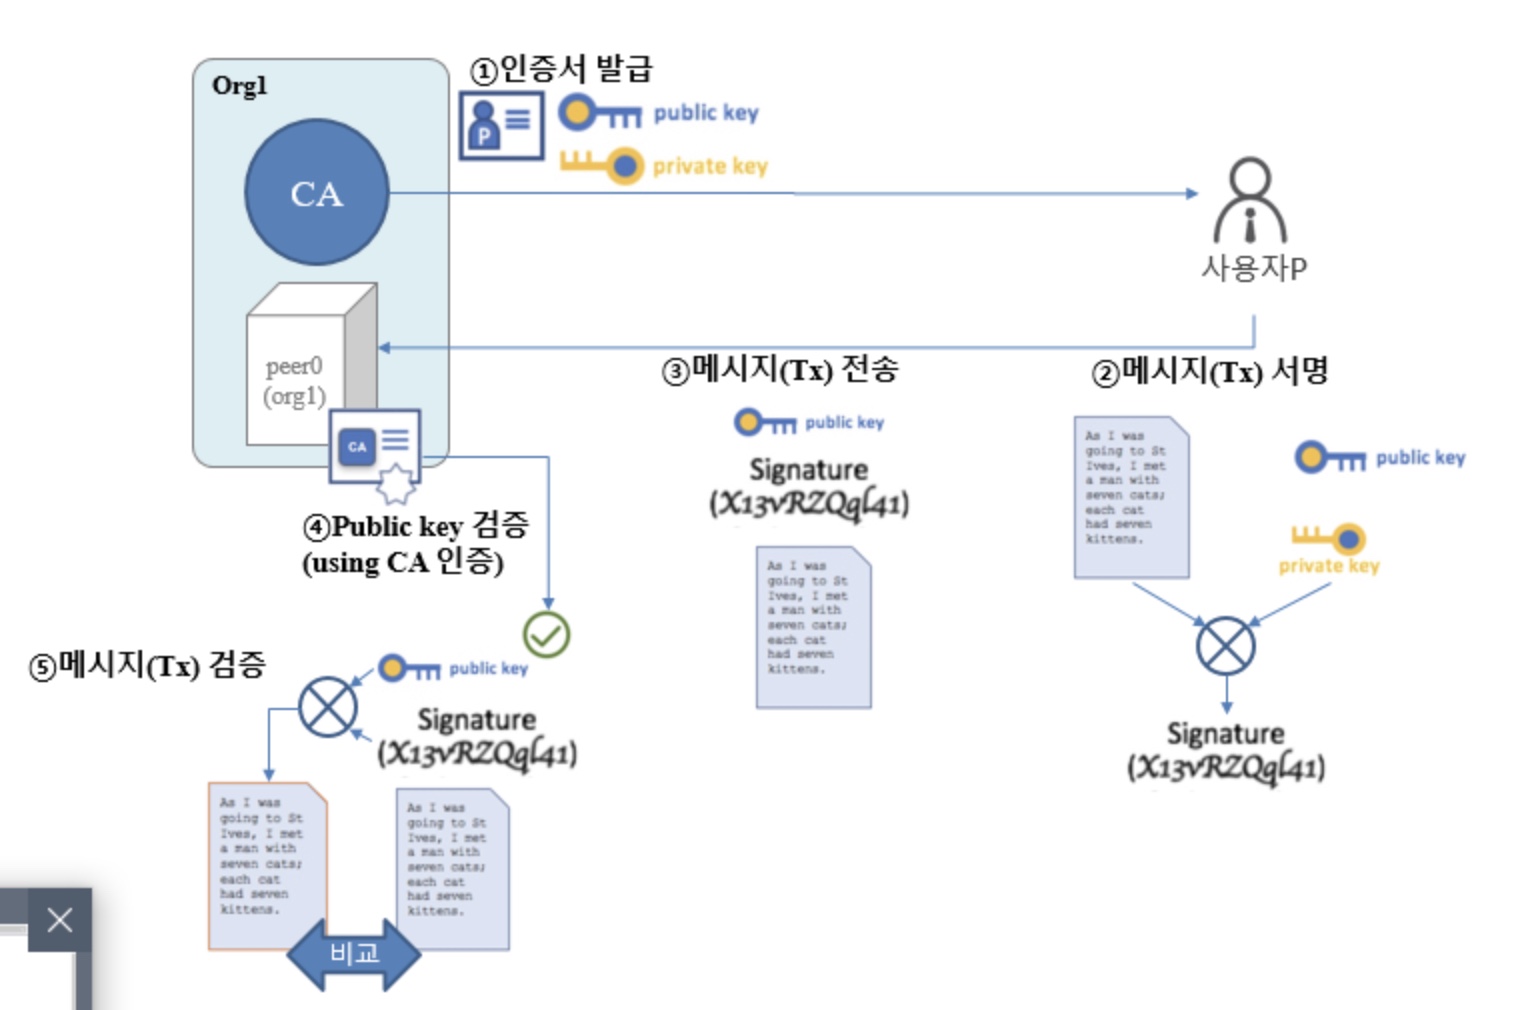 Org1
CA
peer0
(org1)
CA
①인증서 발급
P
public key
private key
사용자P
②메시지(Tx) 서명
As I was
going to St
Ives, I met
a man with
seven cats;
each cat
had seven
kittens.
public key
private key
Signature
(X13vRZQql41)
③메시지(Tx) 전송
public key
Signature
(X13vRZQql41)
As I was
going to St
Ives, I met
a man with
seven cats;
each cat
had seven
kittens.
④Public key 검증
(using CA 인증)
⑤메시지(Tx) 검증
public key
Signature
(X13vRZQql41)
As I was
going to St
Ives, I met
a man with
seven cats;
each cat
had seven
kittens.
As I was
going to St
Ives, I met
a man with
seven cats;
each cat
had seven
kittens.
비교